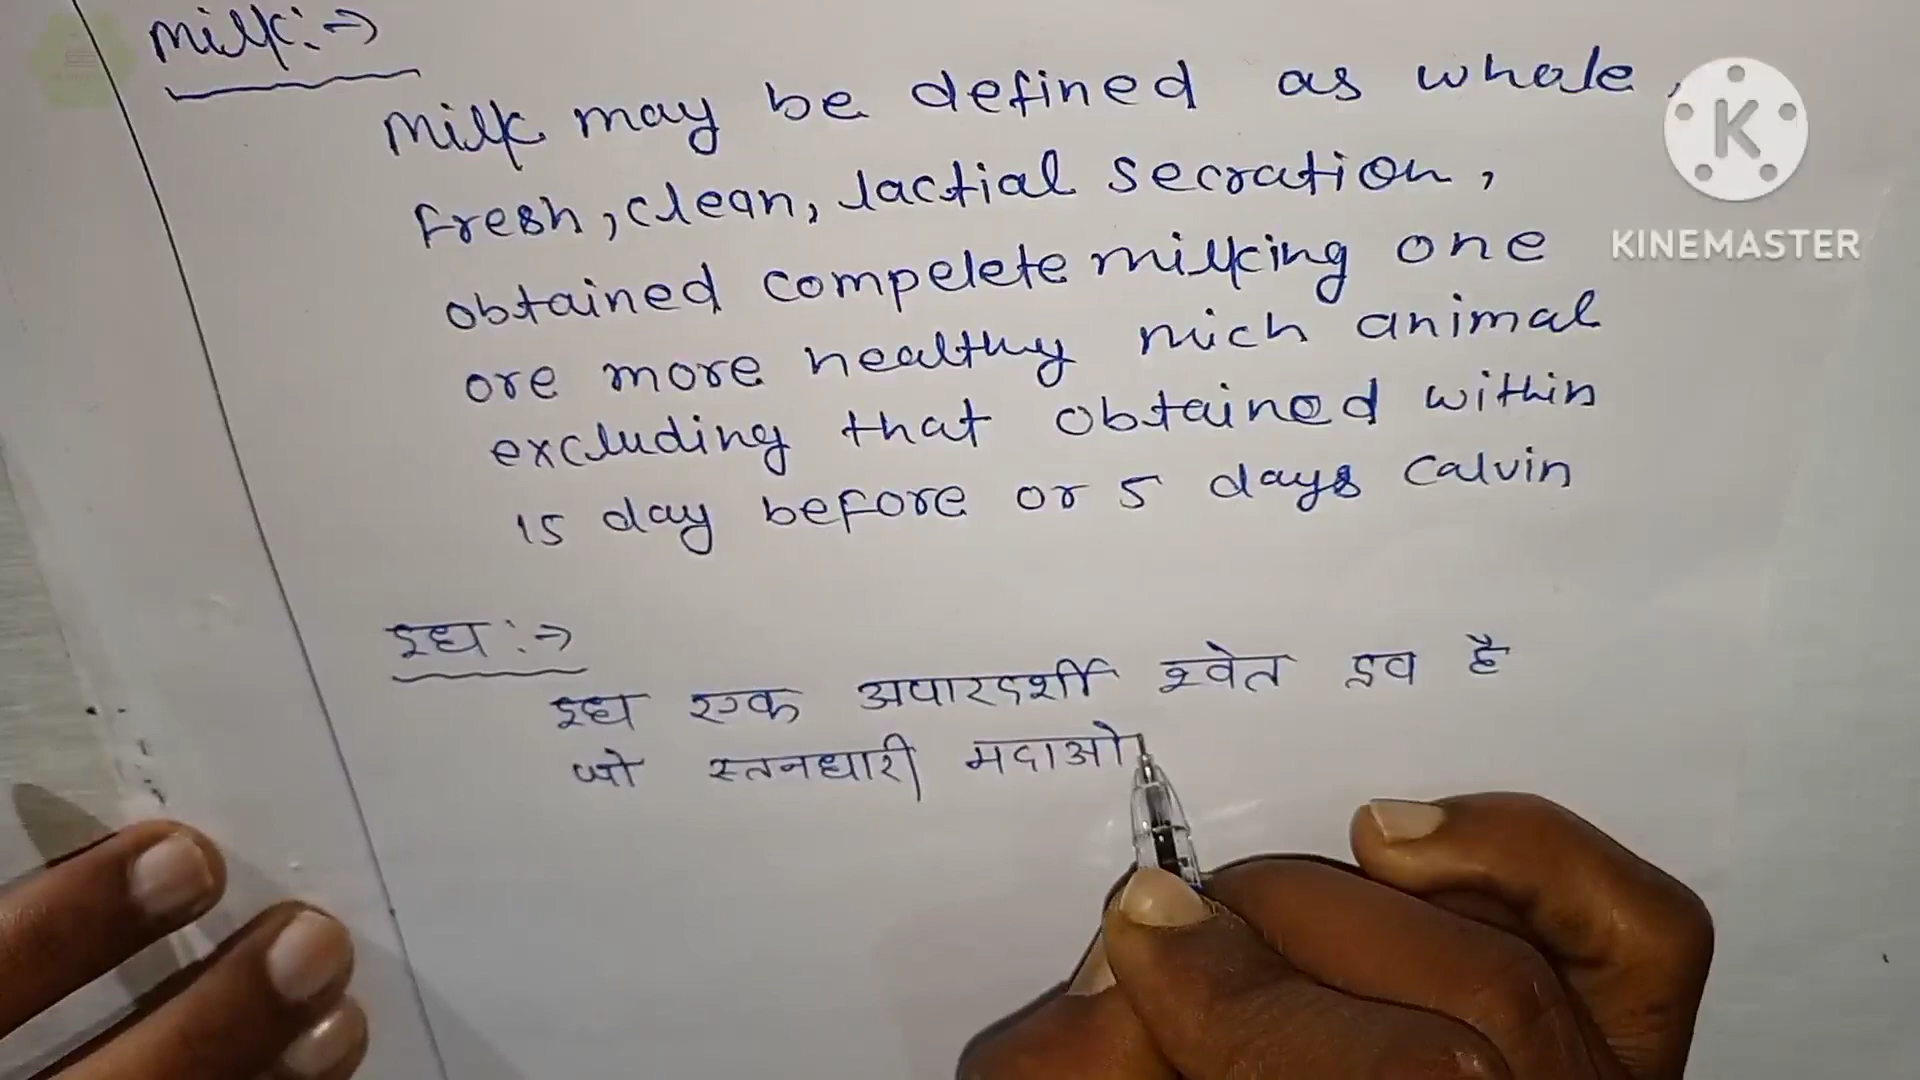 Milk:→
Milk may be defined as whole,
fresh, clean, lactial secration,
obtained compelete milking one
ore more healthy mich animal
excluding that obtained within
15 day before or 5 days calvin
दुध:→
दुध एक अपारदर्शी श्वेत द्रव है
जो स्तनधारी मदाओ
K
KINEMASTER